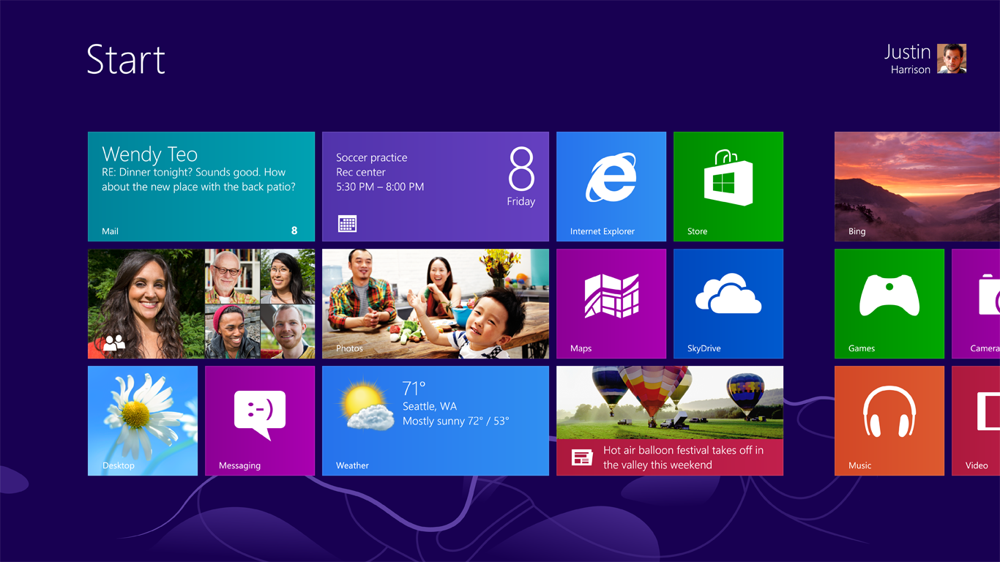 Start
Justin
Harrison
Wendy Teo
RE: Dinner tonight? Sounds good. How
about the new place with the back patio?
Mail
8
Soccer practice
Rec center
5:30 PM – 8:00 PM
8
Friday
Internet Explorer
Store
Bing
Photos
Maps
SkyDrive
Games
Camera
Desktop
:-)
Messaging
71°
Seattle, WA
Mostly sunny 72° / 53°
Weather
Hot air balloon festival takes off in
the valley this weekend
Music
Video